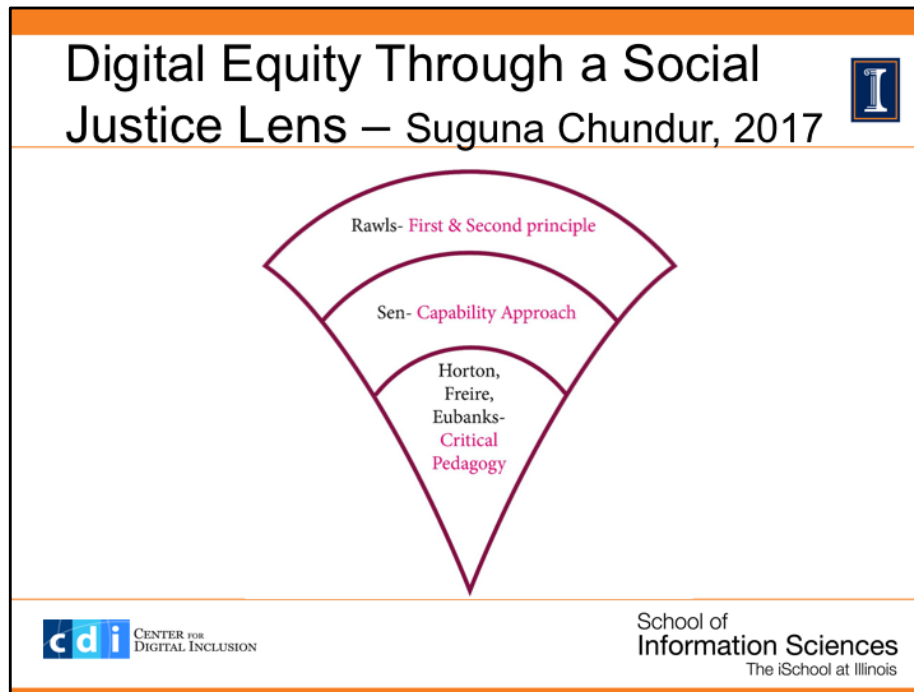 Digital Equity Through a Social
Justice Lens – Suguna Chundur, 2017
I
Rawls- First & Second principle
Sen- Capability Approach
Horton,
Freire,
Eubanks-
Critical
Pedagogy
cdi CENTER FOR
DIGITAL INCLUSION
School of
Information Sciences
The iSchool at Illinois